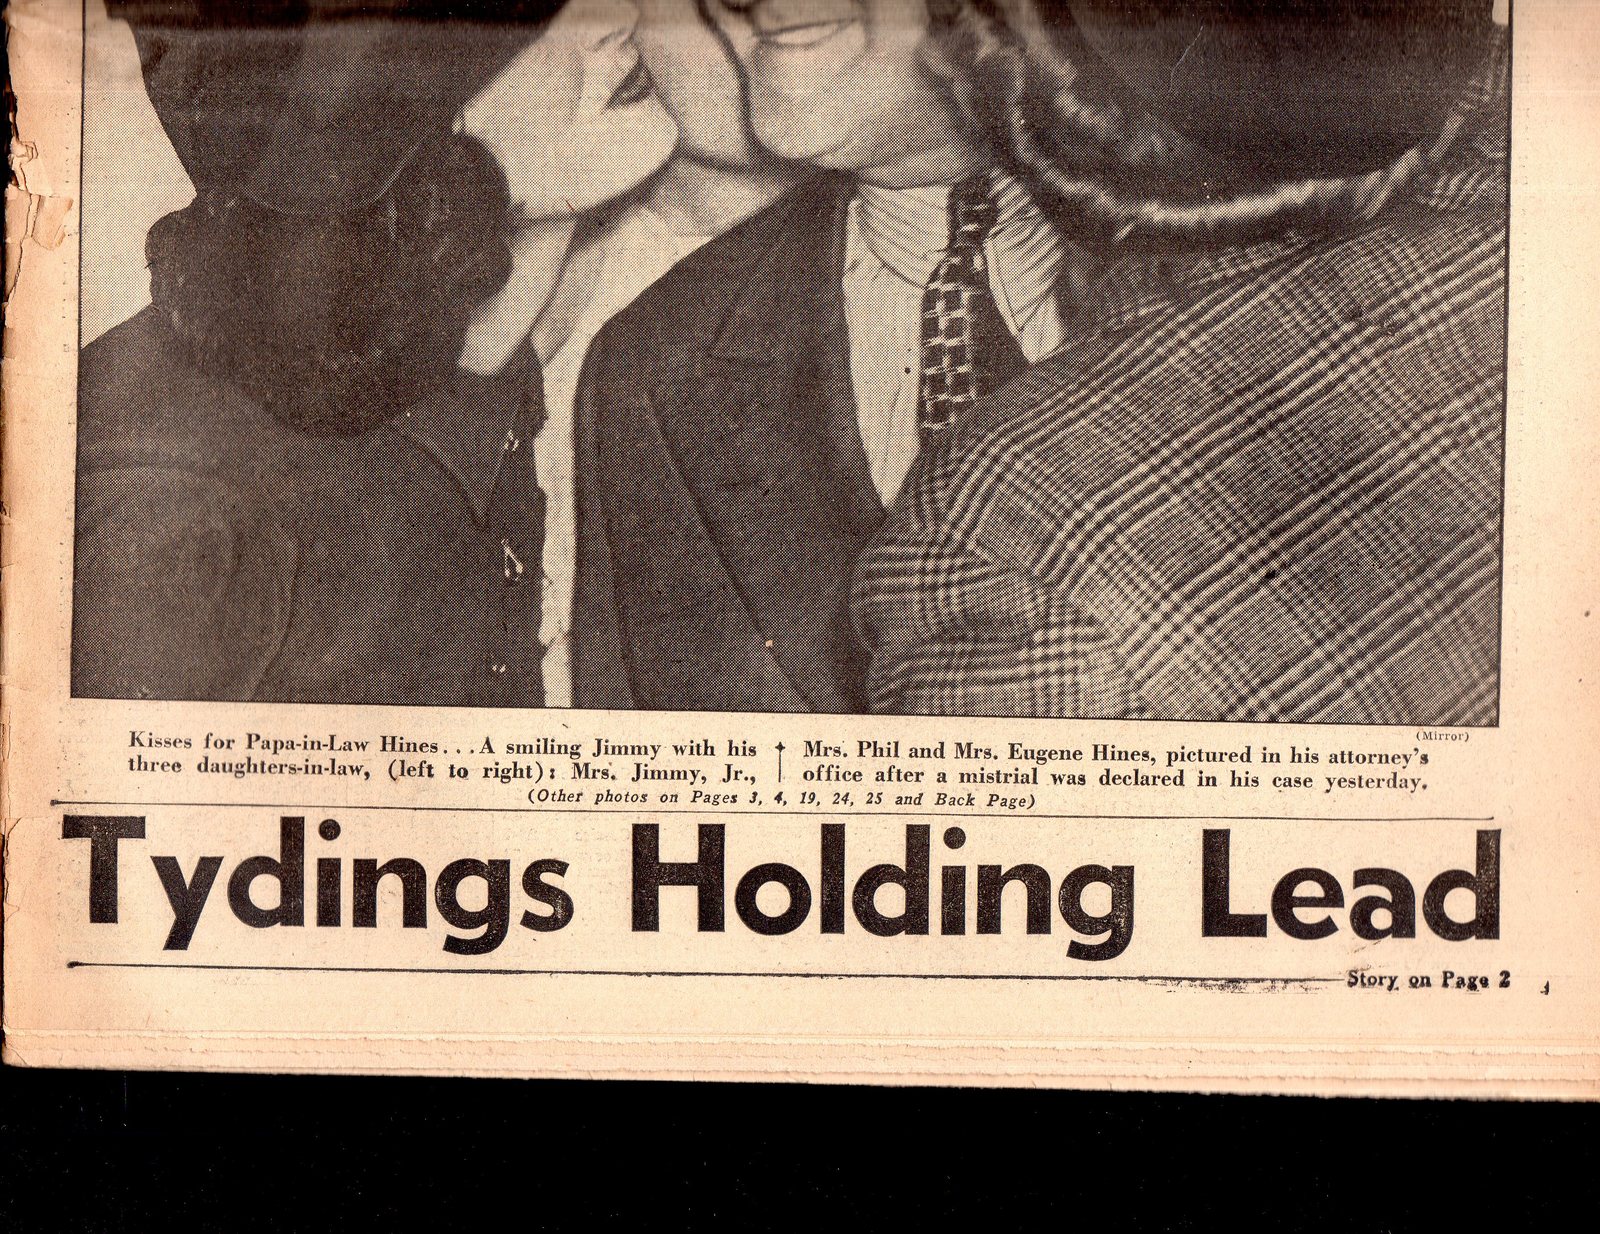 (Mirror)
Kisses for Papa-in-Law Hines...A smiling Jimmy with his
three daughters-in-law, (left to right): Mrs. Jimmy, Jr.,
Mrs. Phil and Mrs. Eugene Hines, pictured in his attorney's
office after a mistrial was declared in his case yesterday.
(Other photos on Pages 3, 4, 19, 24, 25 and Back Page)
Tydings Holding Lead
Story on Page 2